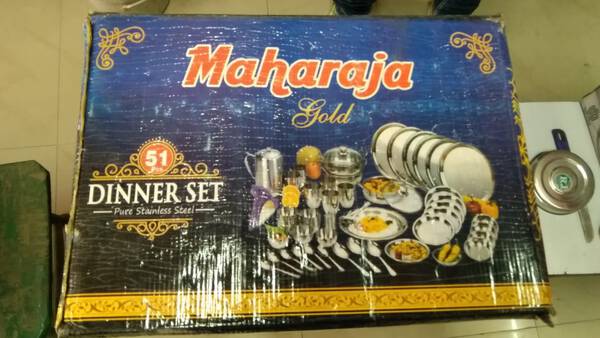 Maharaja
Gold
51
Pcs.
DINNER SET
Pure Stainless Steel